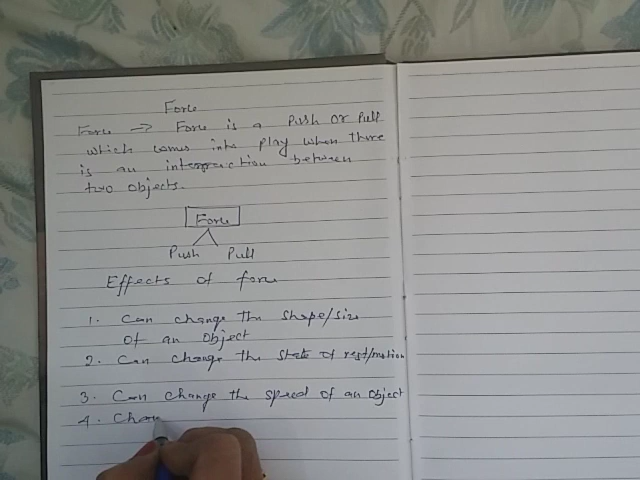 Force
Force → Force is a Push or Pull
which comes into play when there
is an interaction between
two objects.
Force
Push Pull
Effects of force
1. Can change the shape/size
of an object
2. Can change the state of rest/motion
3. Can change the speed of an object
4. Chan